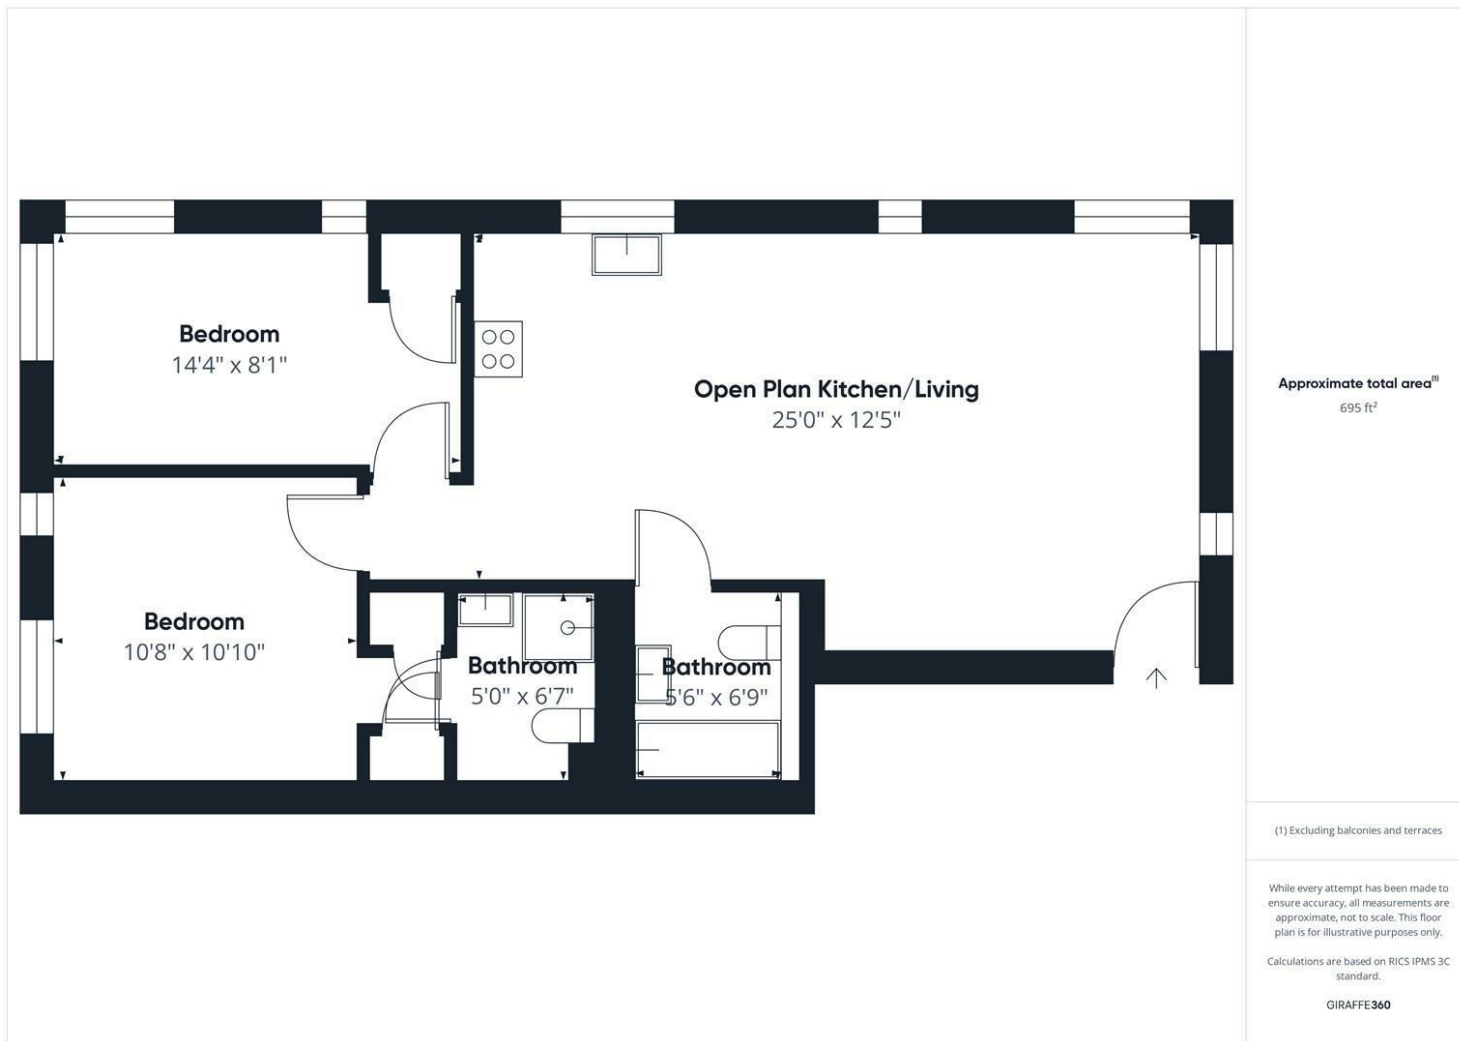 Bedroom
14'4" x 8'1"
Open Plan Kitchen/Living
25'0" x 12'5"
Bedroom
10'8" x 10'10"
Bathroom
5'0" x 6'7"
Bathroom
5'6" x 6'9"
Approximate total area⁽¹⁾
695 ft²
(1) Excluding balconies and terraces
While every attempt has been made to
ensure accuracy, all measurements are
approximate, not to scale. This floor
plan is for illustrative purposes only.
Calculations are based on RICS IPMS 3C
standard.
GIRAFFE360